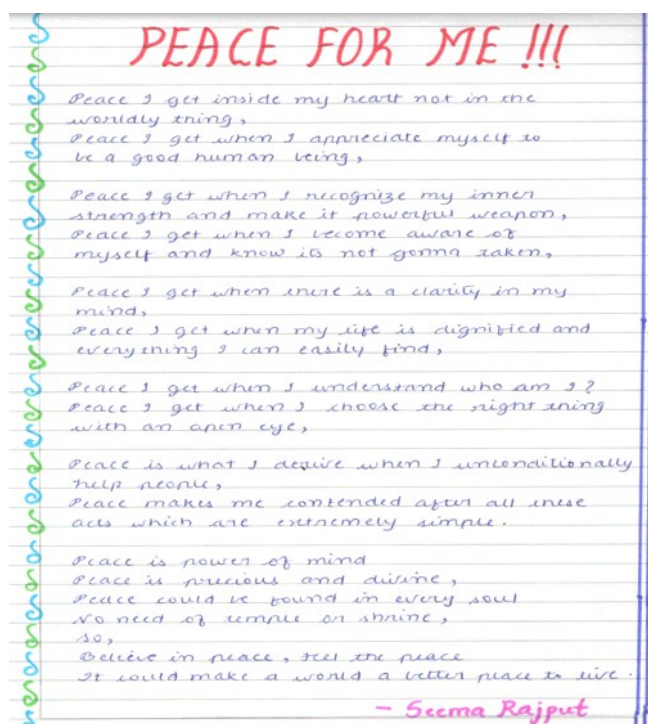 PEACE FOR ME !!!
Peace I get inside my heart not in the
worldly thing,
Peace I get when I appreciate myself to
be a good human being,
Peace I get when I recognize my inner
strength and make it powerful weapon,
Peace I get when I become aware of
myself and know its not gonna taken,
Peace I get when there is a clarity in my
mind,
Peace I get when my life is dignified and
everything I can easily find,
Peace I get when I understand who am I?
Peace I get when I choose the right thing
with an open eye,
Peace is what I derive when I unconditionally
help people,
Peace makes me contended after all these
acts which are extremely simple.
Peace is power of mind
Peace is precious and divine,
Peace could be found in every soul
No need of temple or shrine,
so,
Believe in peace, feel the peace
It could make a world a better place to live.
- Seema Rajput